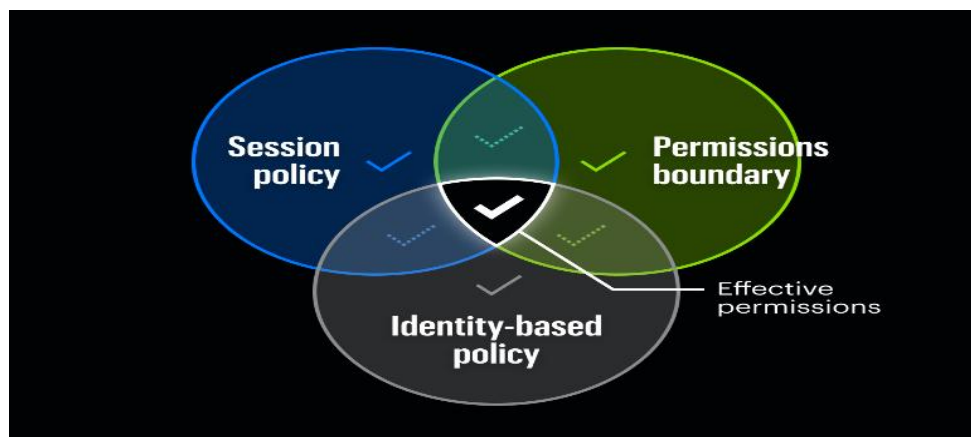 Session
policy
Permissions
boundary
Effective
permissions
Identity-based
policy